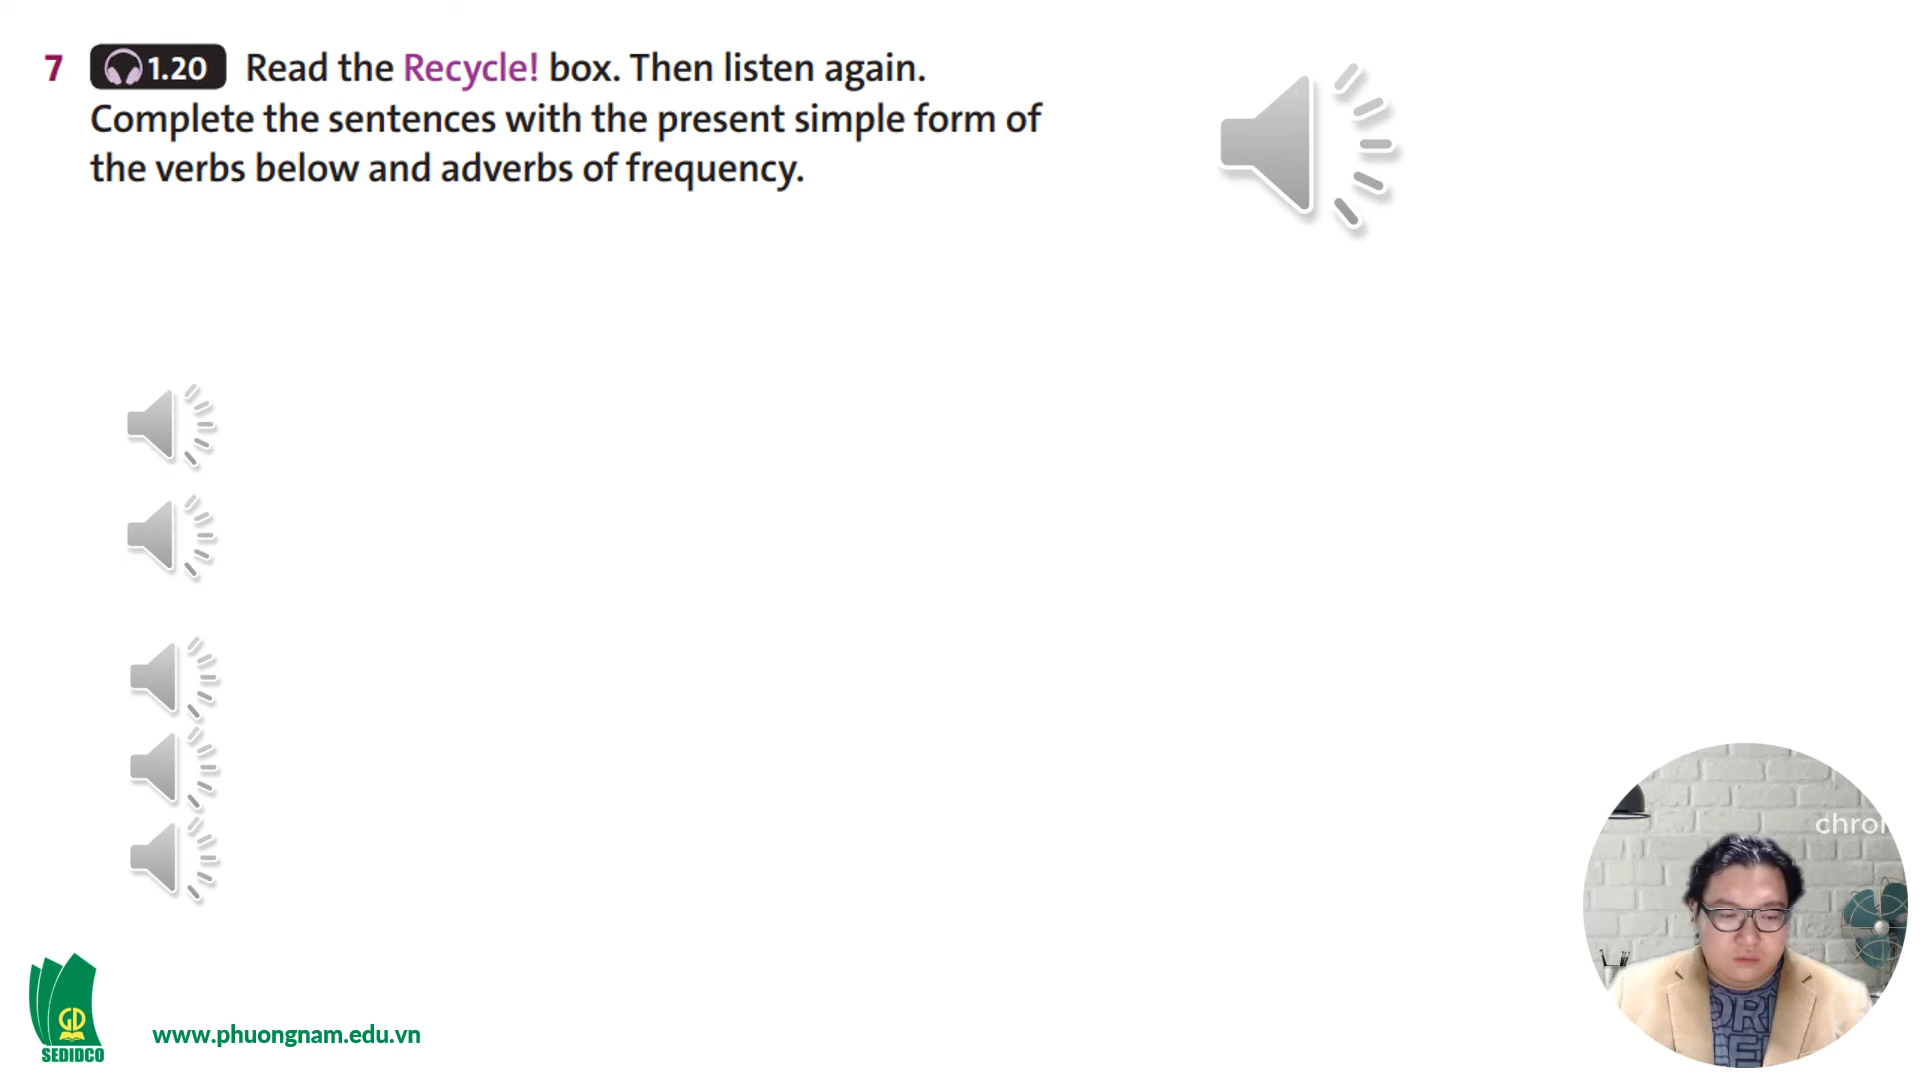 7 1.20 Read the Recycle! box. Then listen again.
Complete the sentences with the present simple form of
the verbs below and adverbs of frequency.
chro
GD
SEDIDCO
www.phuongnam.edu.vn